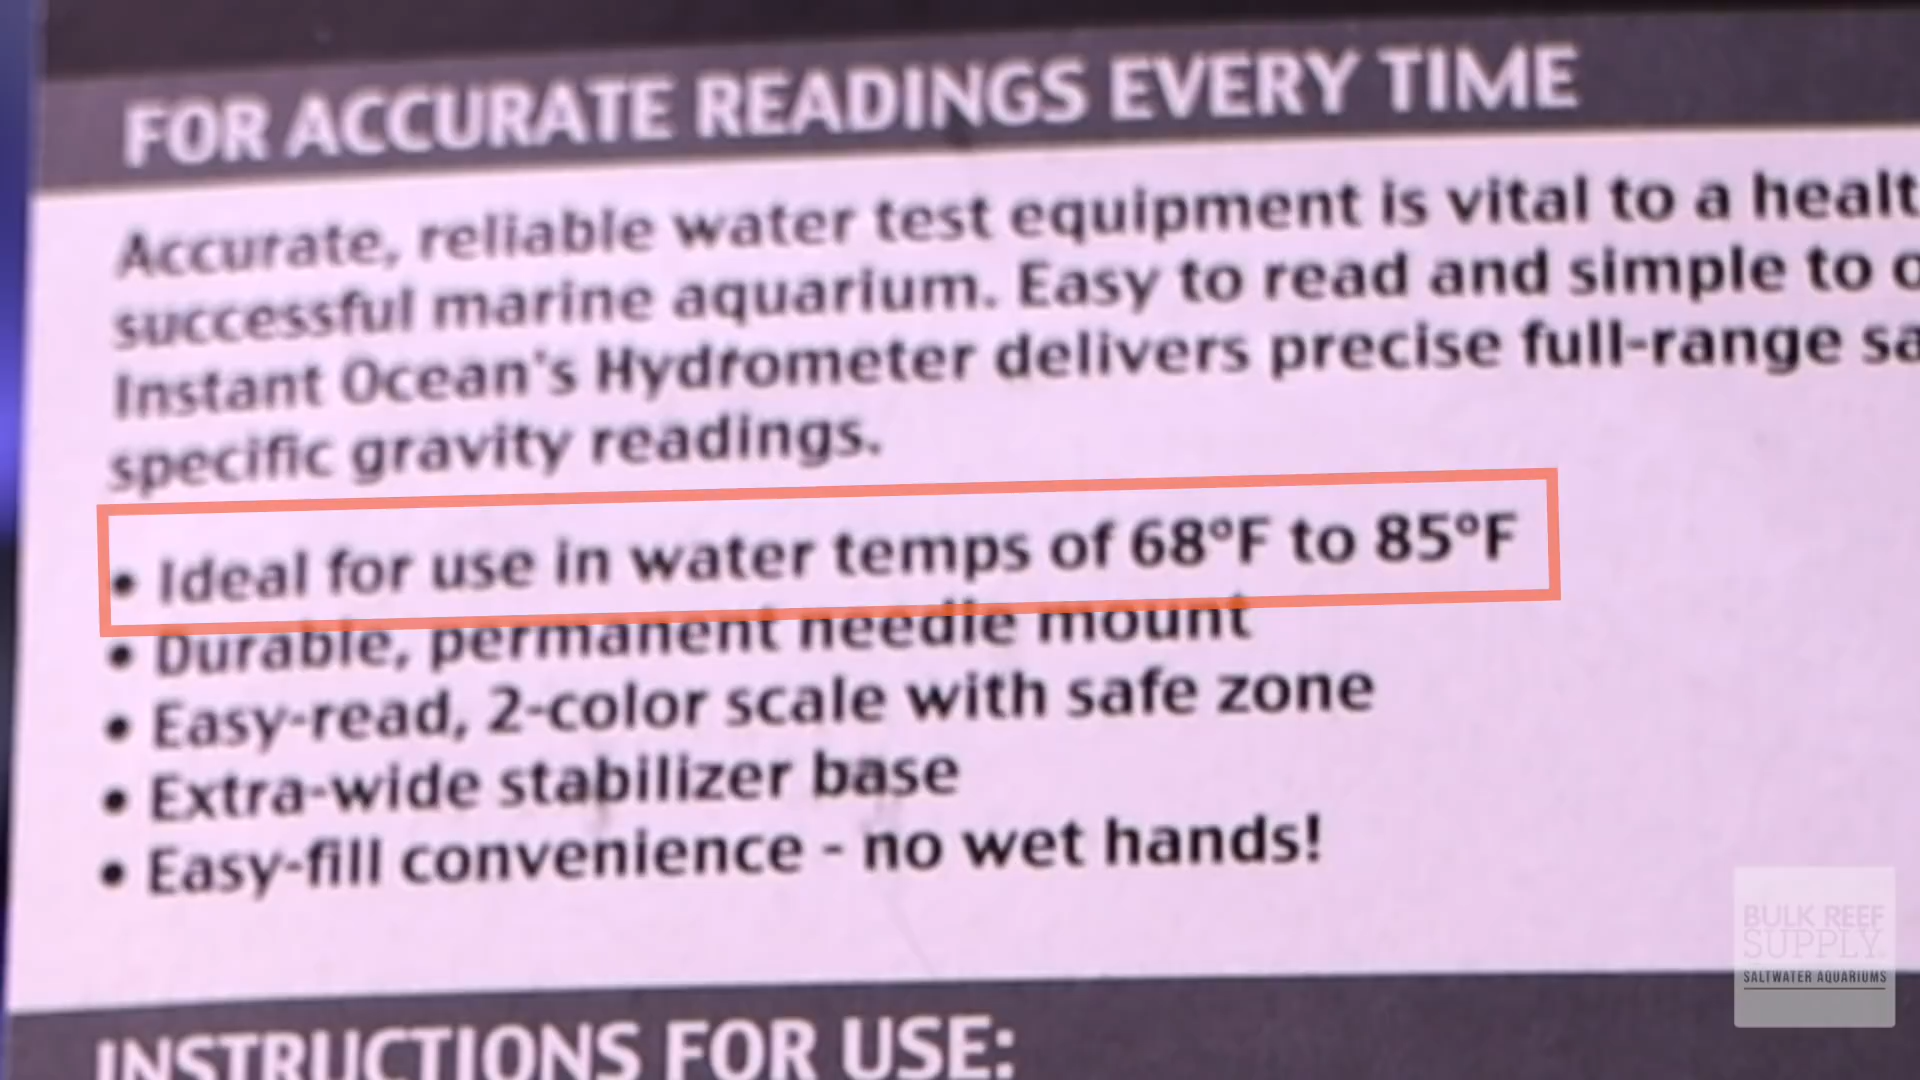 FOR ACCURATE READINGS EVERY TIME
Accurate, reliable water test equipment is vital to a healt
successful marine aquarium. Easy to read and simple to o
Instant Ocean's Hydrometer delivers precise full-range sa
specific gravity readings.
• Ideal for use in water temps of 68°F to 85°F
• Durable, permanent needle mount
• Easy-read, 2-color scale with safe zone
• Extra-wide stabilizer base
• Easy-fill convenience - no wet hands!
INSTRUCTIONS FOR USE:
BULK REEF
SUPPLY
SALTWATER AQUARIUMS